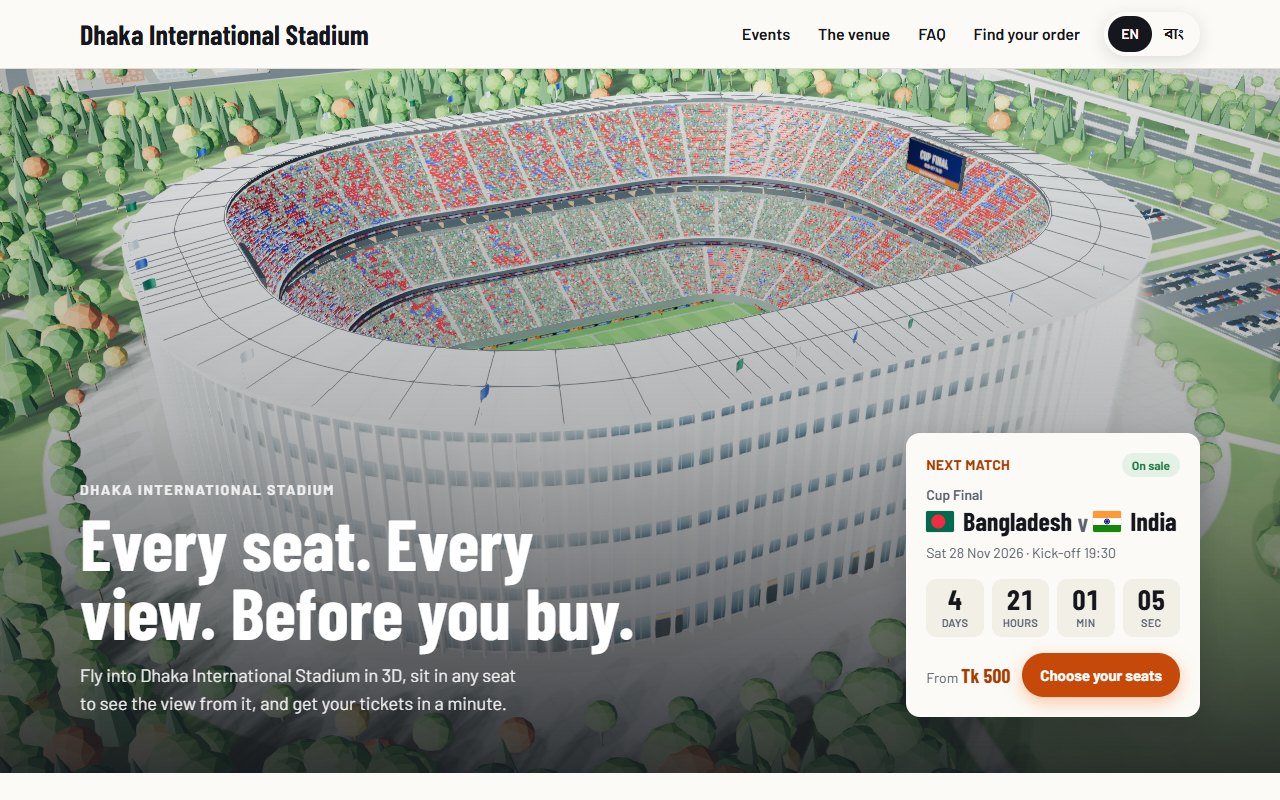 Dhaka International Stadium
Events
The venue
FAQ
Find your order
EN
বাং
CUP FINAL
DHAKA INTERNATIONAL STADIUM
Every seat. Every
view. Before you buy.
Fly into Dhaka International Stadium in 3D, sit in any seat
to see the view from it, and get your tickets in a minute.
NEXT MATCH
On sale
Cup Final
Bangladesh v India
Sat 28 Nov 2026 · Kick-off 19:30
4 21 01 05
DAYS HOURS MIN SEC
From Tk 500
Choose your seats